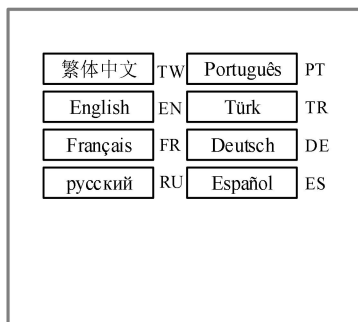 繁体中文 TW Português PT
English EN Türk TR
Français FR Deutsch DE
русский RU Español ES